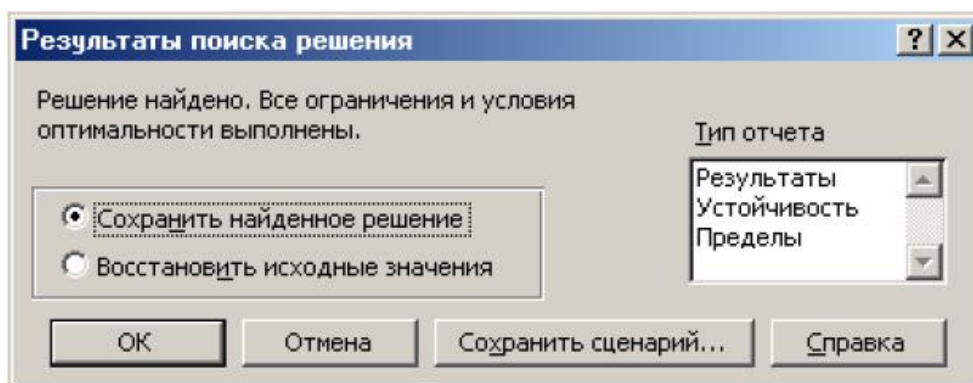 Результаты поиска решения
Решение найдено. Все ограничения и условия
оптимальности выполнены.
Тип отчета
Результаты
Устойчивость
Пределы
Сохранить найденное решение
Восстановить исходные значения
ОК
Отмена
Сохранить сценарий...
Справка